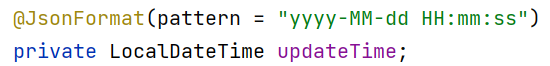 @JsonFormat(pattern = "yyyy-MM-dd HH:mm:ss")
private LocalDateTime updateTime;